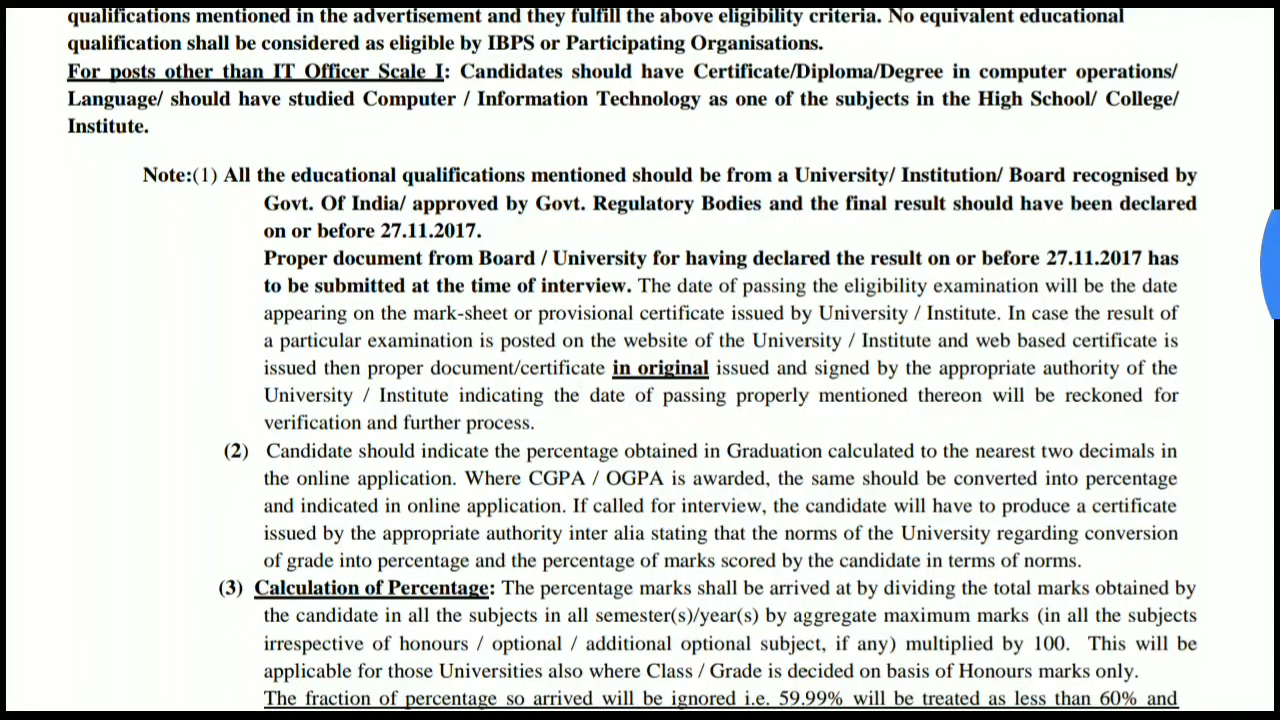 qualifications mentioned in the advertisement and they fulfill the above eligibility criteria. No equivalent educational
qualification shall be considered as eligible by IBPS or Participating Organisations.
For posts other than IT Officer Scale I: Candidates should have Certificate/Diploma/Degree in computer operations/
Language/ should have studied Computer / Information Technology as one of the subjects in the High School/ College/
Institute.
Note:(1) All the educational qualifications mentioned should be from a University/ Institution/ Board recognised by
Govt. Of India/ approved by Govt. Regulatory Bodies and the final result should have been declared
on or before 27.11.2017.
Proper document from Board / University for having declared the result on or before 27.11.2017 has
to be submitted at the time of interview. The date of passing the eligibility examination will be the date
appearing on the mark-sheet or provisional certificate issued by University / Institute. In case the result of
a particular examination is posted on the website of the University / Institute and web based certificate is
issued then proper document/certificate in original issued and signed by the appropriate authority of the
University / Institute indicating the date of passing properly mentioned thereon will be reckoned for
verification and further process.
(2) Candidate should indicate the percentage obtained in Graduation calculated to the nearest two decimals in
the online application. Where CGPA / OGPA is awarded, the same should be converted into percentage
and indicated in online application. If called for interview, the candidate will have to produce a certificate
issued by the appropriate authority inter alia stating that the norms of the University regarding conversion
of grade into percentage and the percentage of marks scored by the candidate in terms of norms.
(3) Calculation of Percentage: The percentage marks shall be arrived at by dividing the total marks obtained by
the candidate in all the subjects in all semester(s)/year(s) by aggregate maximum marks (in all the subjects
irrespective of honours / optional / additional optional subject, if any) multiplied by 100. This will be
applicable for those Universities also where Class / Grade is decided on basis of Honours marks only.
The fraction of percentage so arrived will be ignored i.e. 59.99% will be treated as less than 60% and